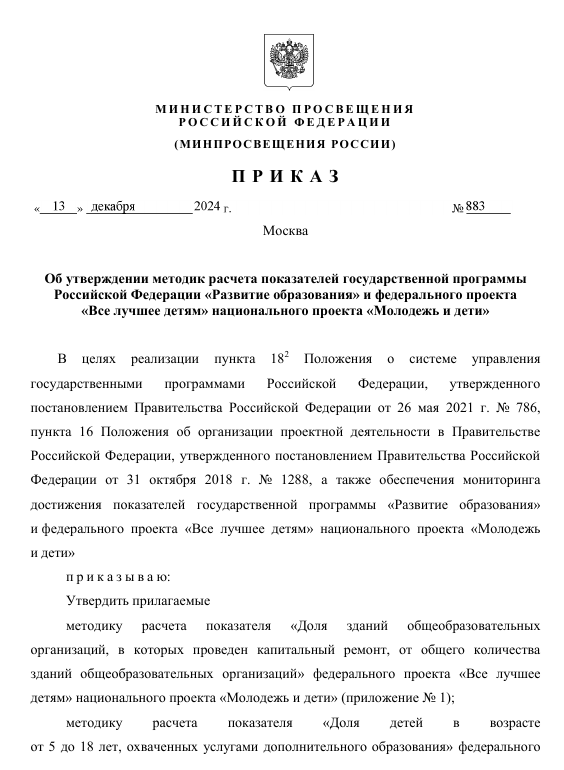 МИНИСТЕРСТВО ПРОСВЕЩЕНИЯ
РОССИЙСКОЙ ФЕДЕРАЦИИ
(МИНПРОСВЕЩЕНИЯ РОССИИ)
ПРИКАЗ
« 13 » декабря 2024 г. № 883
Москва
Об утверждении методик расчета показателей государственной программы
Российской Федерации «Развитие образования» и федерального проекта
«Все лучшее детям» национального проекта «Молодежь и дети»
В целях реализации пункта 18² Положения о системе управления
государственными программами Российской Федерации, утвержденного
постановлением Правительства Российской Федерации от 26 мая 2021 г. № 786,
пункта 16 Положения об организации проектной деятельности в Правительстве
Российской Федерации, утвержденного постановлением Правительства Российской
Федерации от 31 октября 2018 г. № 1288, а также обеспечения мониторинга
достижения показателей государственной программы «Развитие образования»
и федерального проекта «Все лучшее детям» национального проекта «Молодежь
и дети»
п р и к а з ы в а ю:
Утвердить прилагаемые
методику расчета показателя «Доля зданий общеобразовательных
организаций, в которых проведен капитальный ремонт, от общего количества
зданий общеобразовательных организаций» федерального проекта «Все лучшее
детям» национального проекта «Молодежь и дети» (приложение № 1);
методику расчета показателя «Доля детей в возрасте
от 5 до 18 лет, охваченных услугами дополнительного образования» федерального